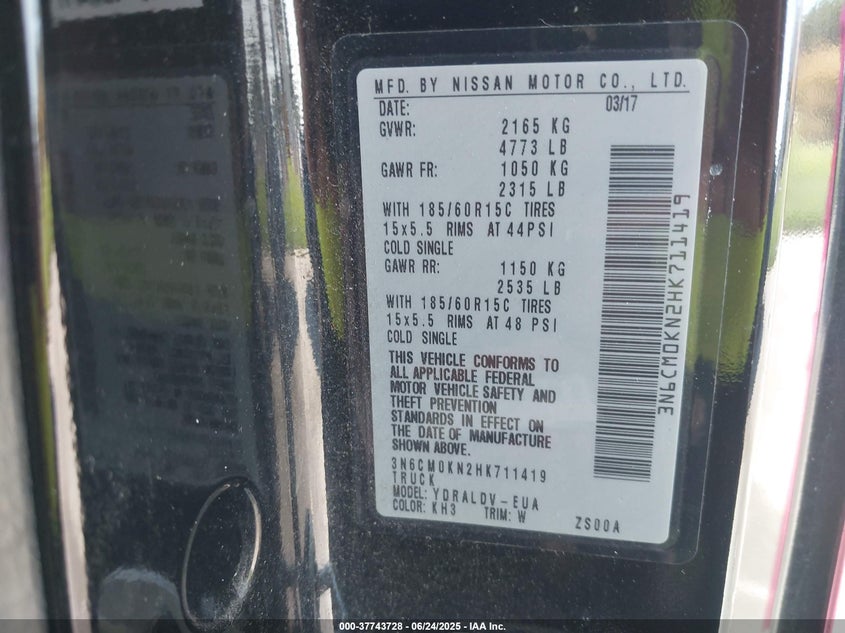 MFD. BY NISSAN MOTOR CO., LTD.
DATE: 03/17
GVWR: 2165 KG
4773 LB
GAWR FR: 1050 KG
2315 LB
WITH 185/60R15C TIRES
15x5.5 RIMS AT 44PSI
COLD SINGLE
GAWR RR: 1150 KG
2535 LB
WITH 185/60R15C TIRES
15x5.5 RIMS AT 48 PSI
COLD SINGLE
THIS VEHICLE CONFORMS TO
ALL APPLICABLE FEDERAL
MOTOR VEHICLE SAFETY AND
THEFT PREVENTION
STANDARDS IN EFFECT ON
THE DATE OF MANUFACTURE
SHOWN ABOVE.
3N6CM0KN2HK711419
TRUCK
MODEL: YDRALDV-EUA
COLOR: KH3 TRIM: W ZS00A
3N6CM0KN2HK711419
000-37743728 - 06/24/2025 - IAA Inc.